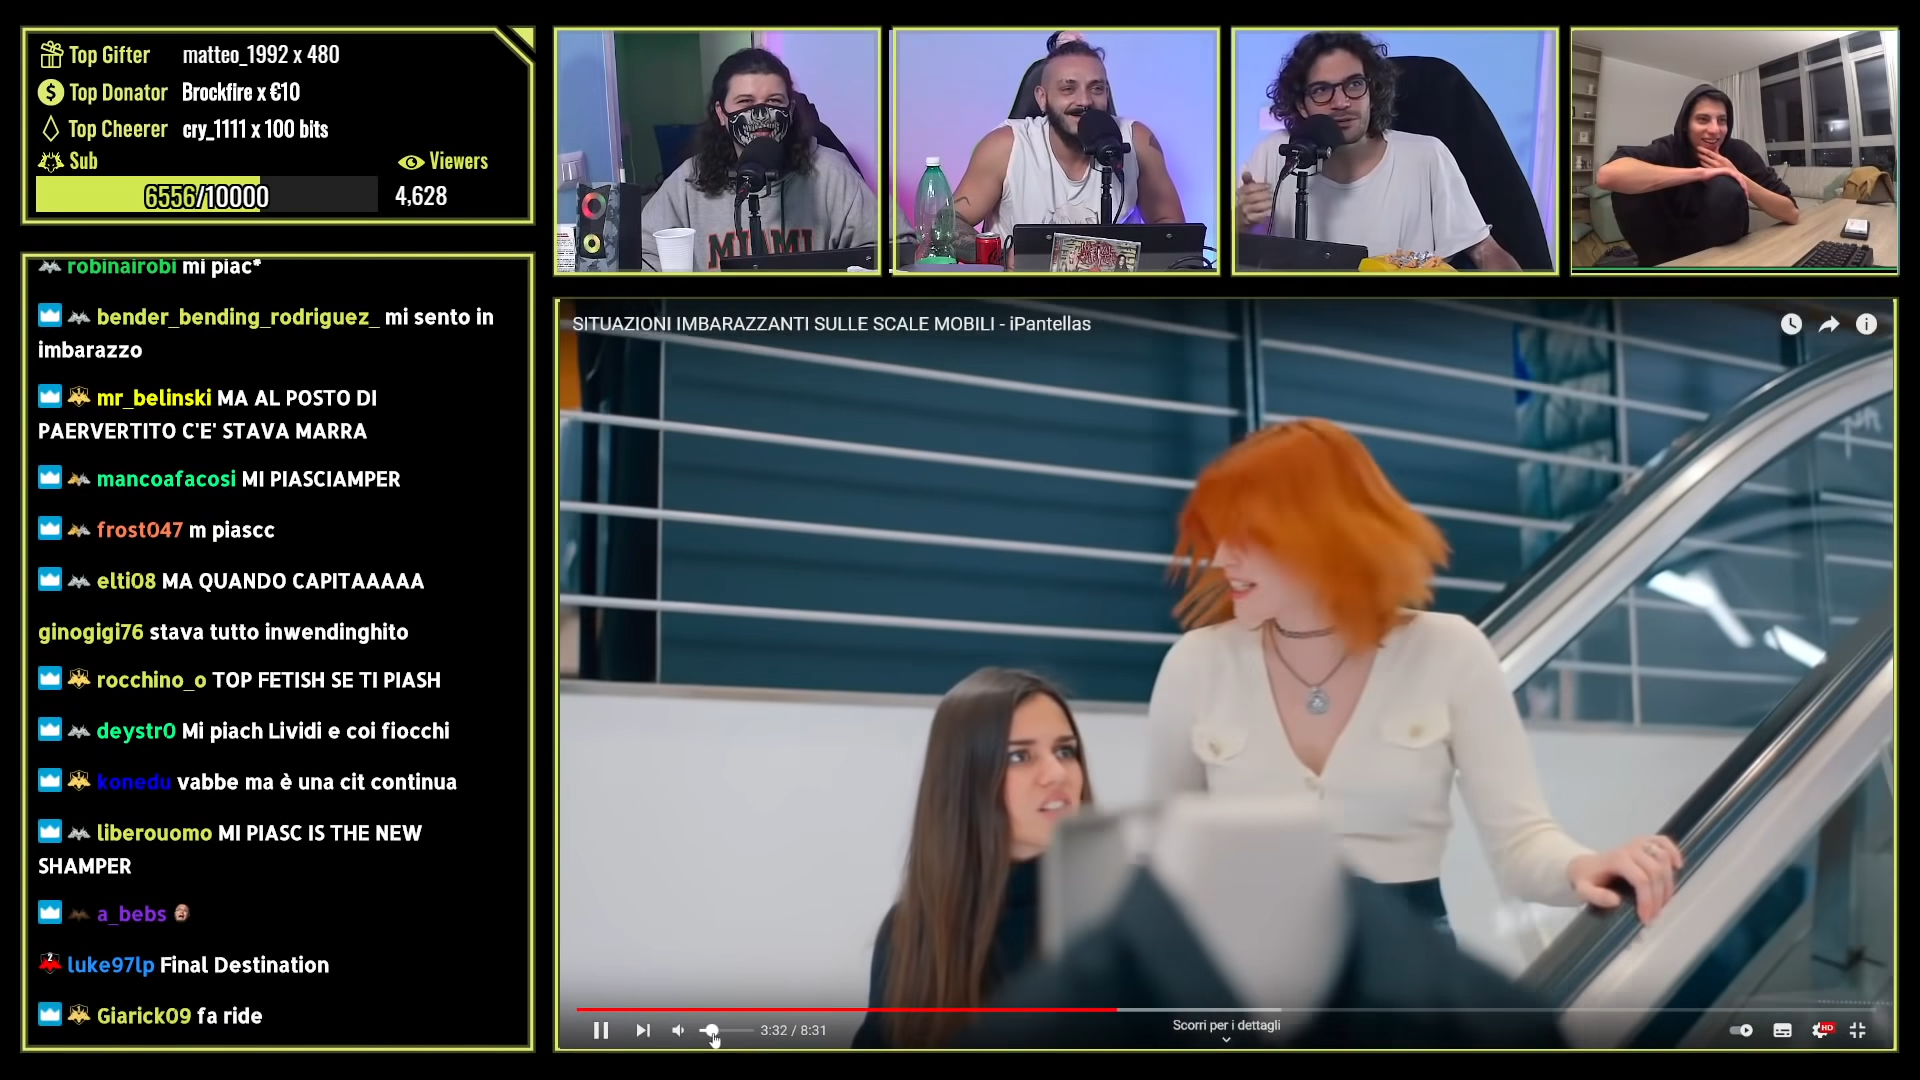 Top Gifter matteo_1992 x 480
Top Donator Brockfire x €10
Top Cheerer cry_1111 x 100 bits
Sub Viewers
6556/10000 4,628
robinairobi mi piac*
bender_bending_rodriguez_ mi sento in
imbarazzo
mr_belinski MA AL POSTO DI
PAERVERTITO C'E' STAVA MARRA
mancoafacosi MI PIASCIAMPER
frost047 m piascc
elti08 MA QUANDO CAPITAAAAA
ginogigi76 stava tutto inwendinghito
rocchino_o TOP FETISH SE TI PIASH
deystr0 Mi piach Lividi e coi fiocchi
konedu vabbe ma è una cit continua
liberouomo MI PIASC IS THE NEW
SHAMPER
a_bebs
luke97lp Final Destination
Giarick09 fa ride
MIAMI
SITUAZIONI IMBARAZZANTI SULLE SCALE MOBILI - iPantellas
3:32 / 8:31
Scorri per i dettagli
HD